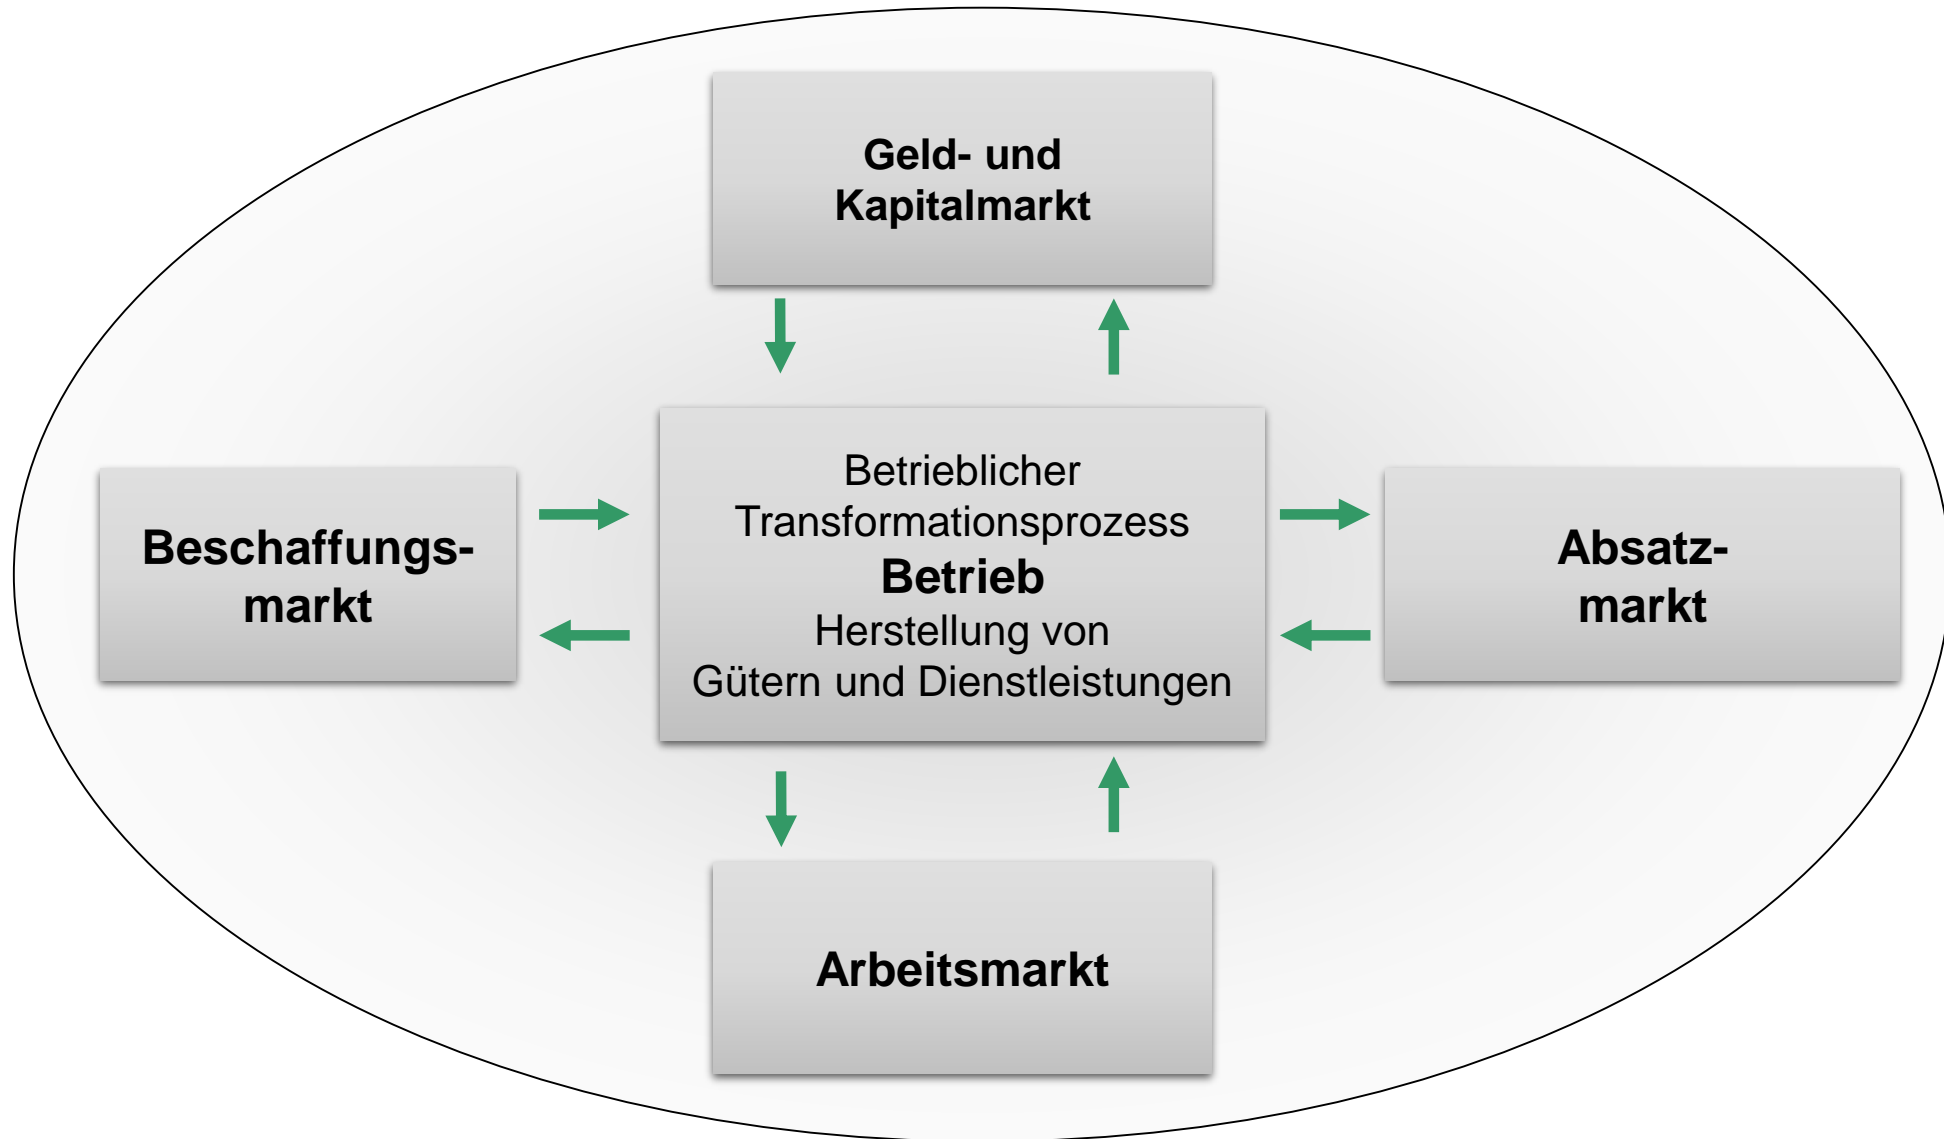 Geld- und
Kapitalmarkt
Beschaffungs-
markt
Betrieblicher
Transformationsprozess
Betrieb
Herstellung von
Gütern und Dienstleistungen
Absatz-
markt
Arbeitsmarkt